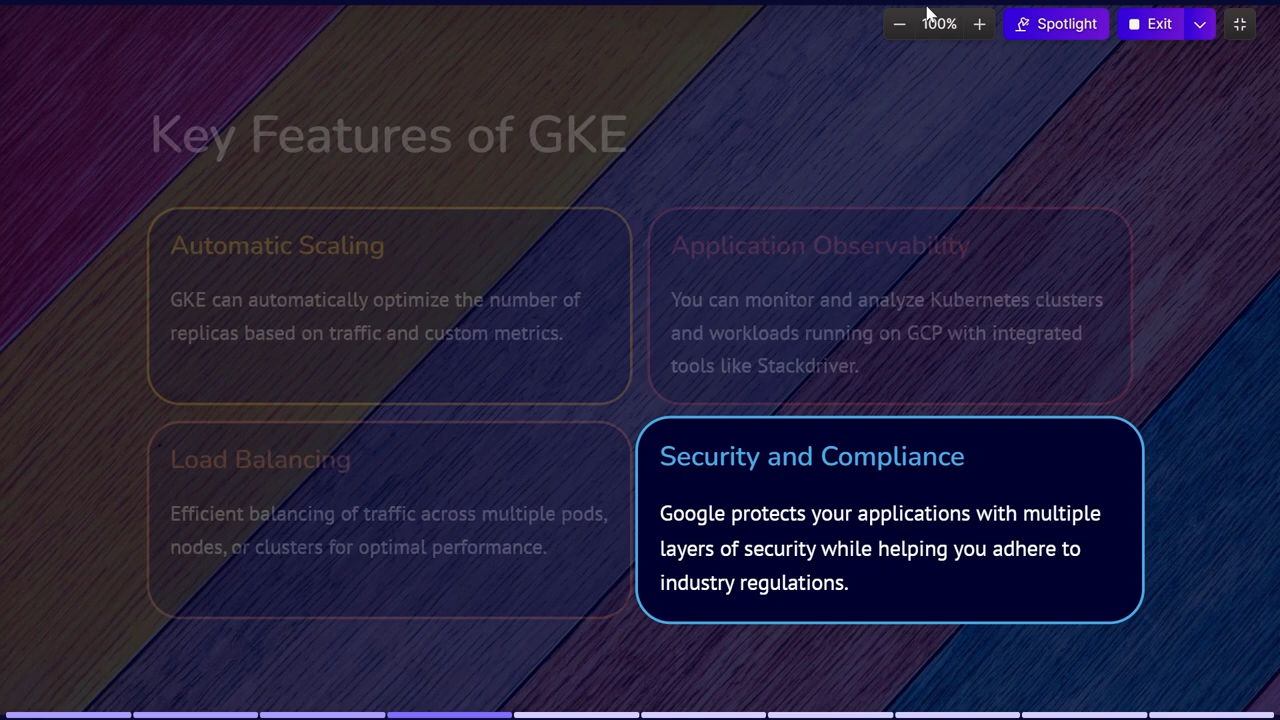 100%
Spotlight
Exit
Key Features of GKE
Automatic Scaling
GKE can automatically optimize the number of
replicas based on traffic and custom metrics.
Application Observability
You can monitor and analyze Kubernetes clusters
and workloads running on GCP with integrated
tools like Stackdriver.
Load Balancing
Efficient balancing of traffic across multiple pods,
nodes, or clusters for optimal performance.
Security and Compliance
Google protects your applications with multiple
layers of security while helping you adhere to
industry regulations.